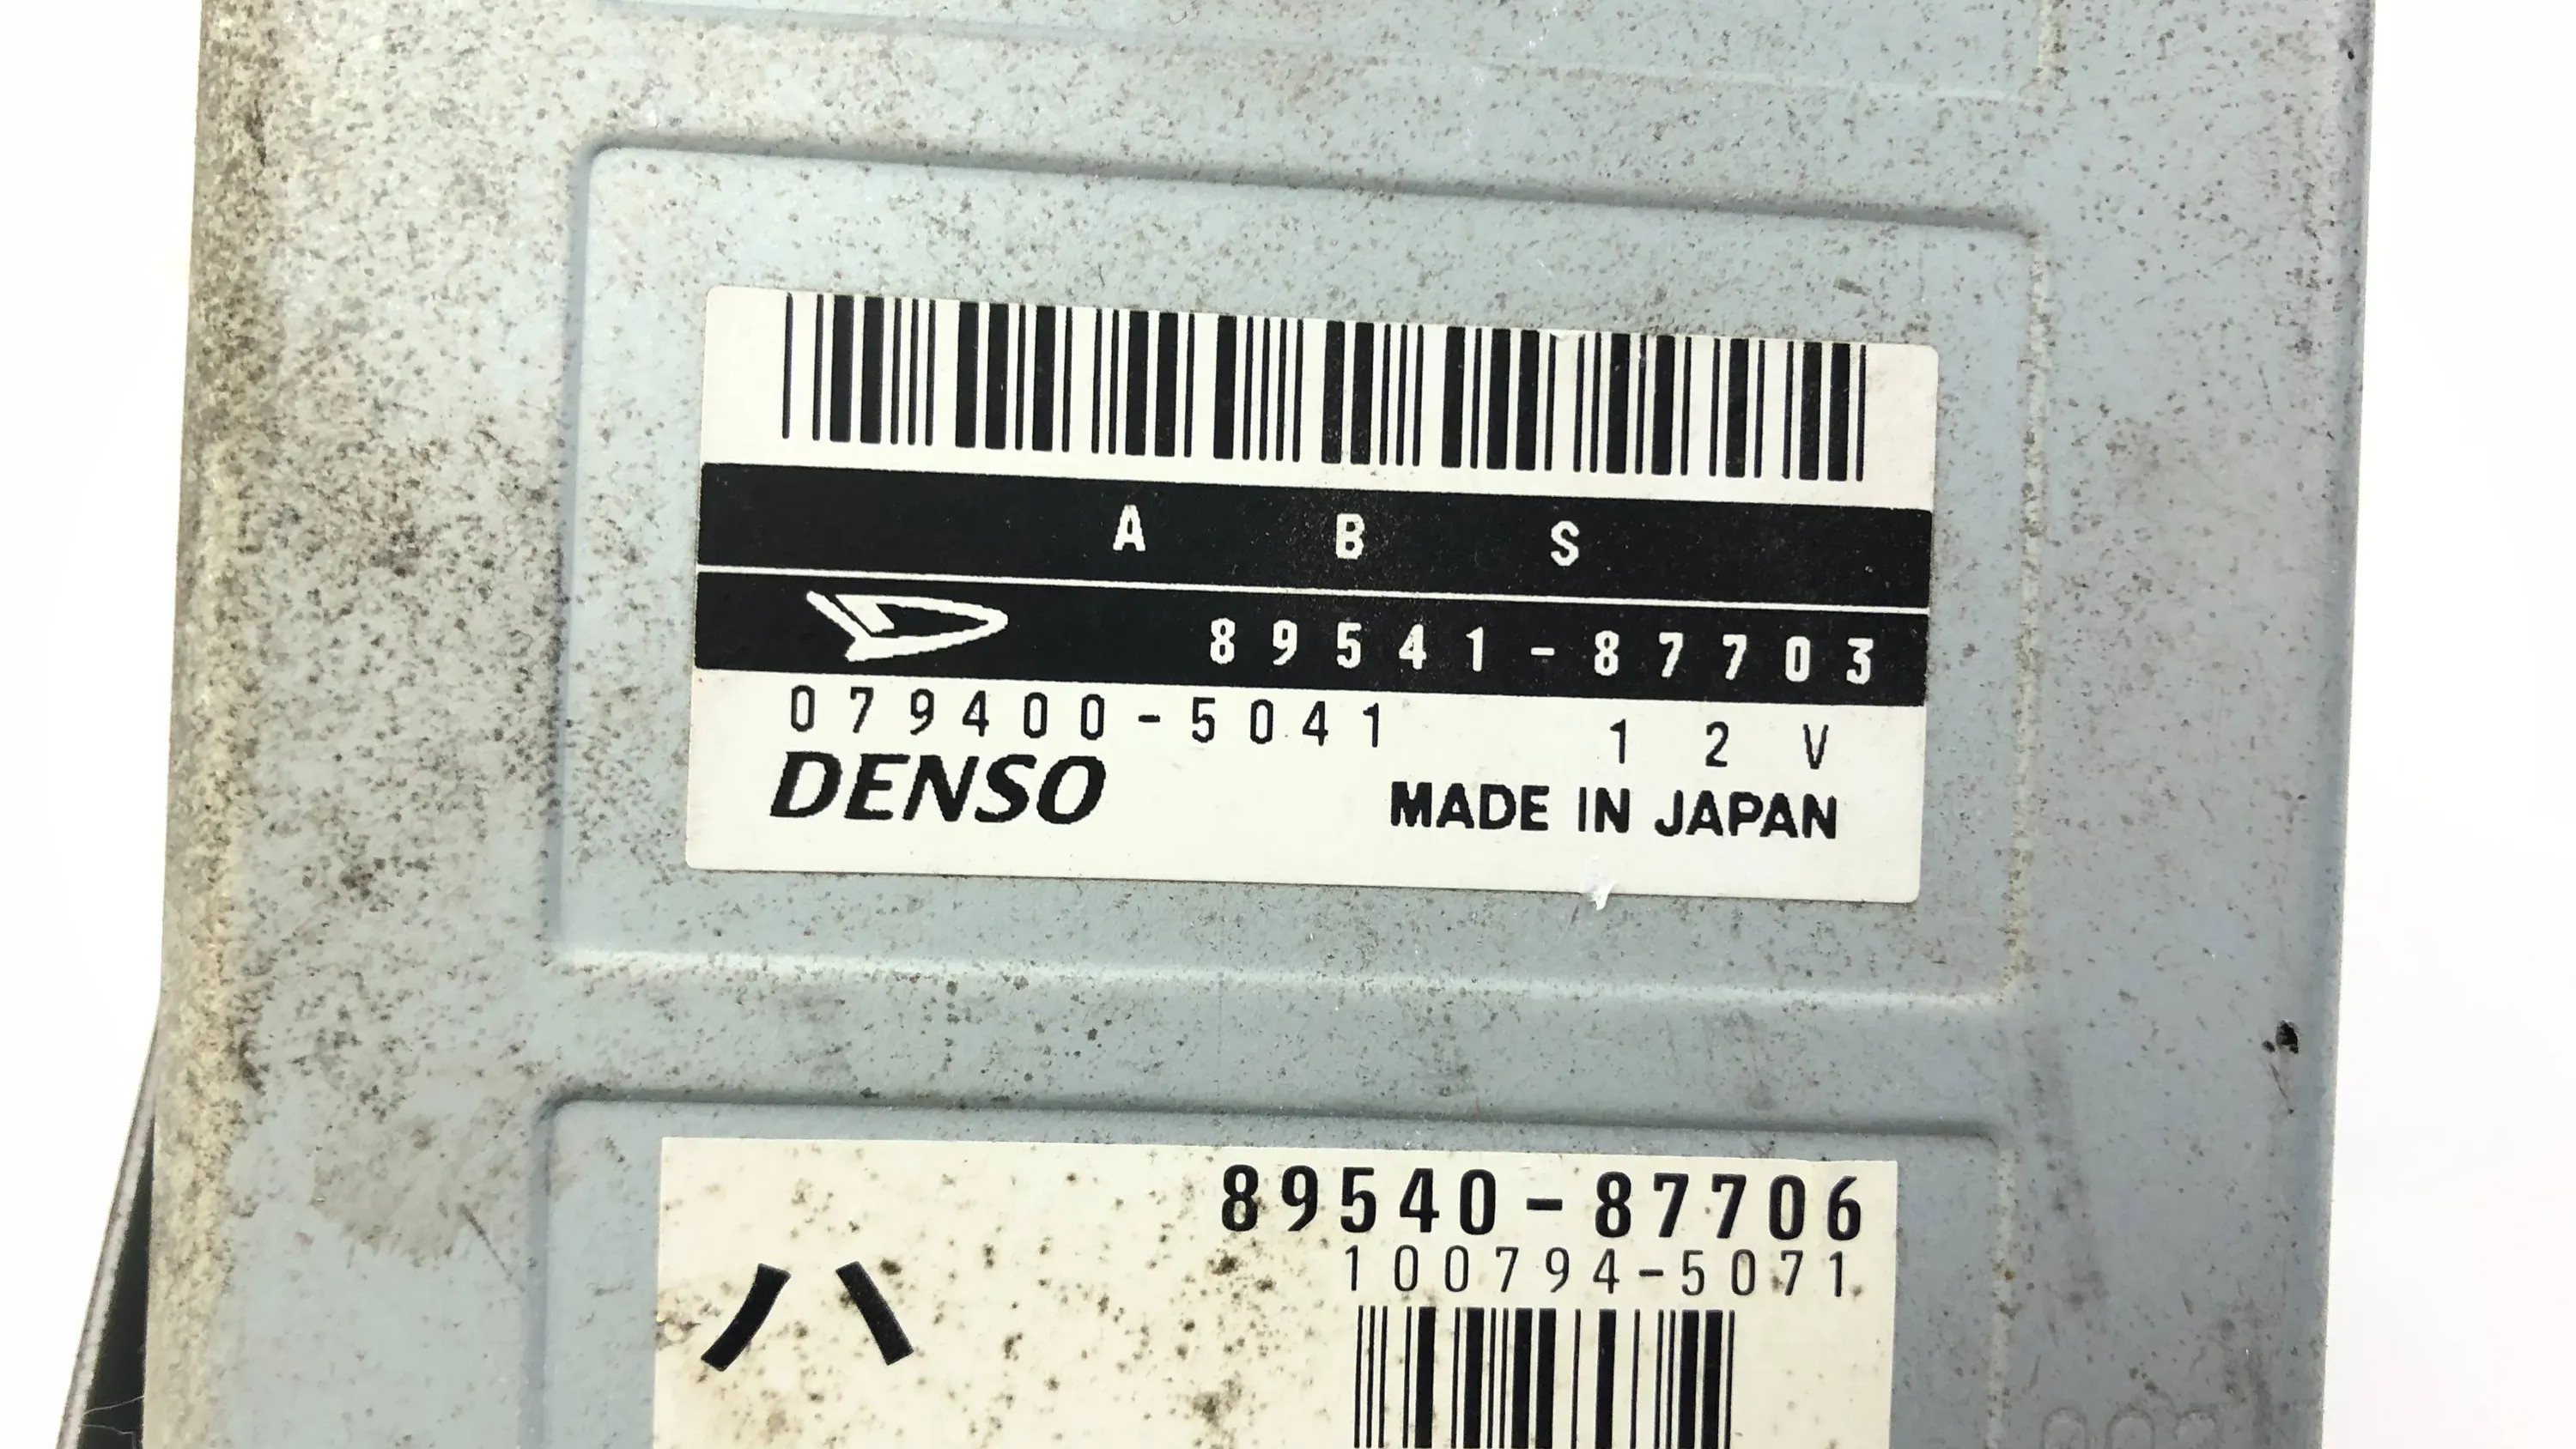 A B S
89541-87703
079400-5041 12V
DENSO MADE IN JAPAN
89540-87706
ハ 100794-5071